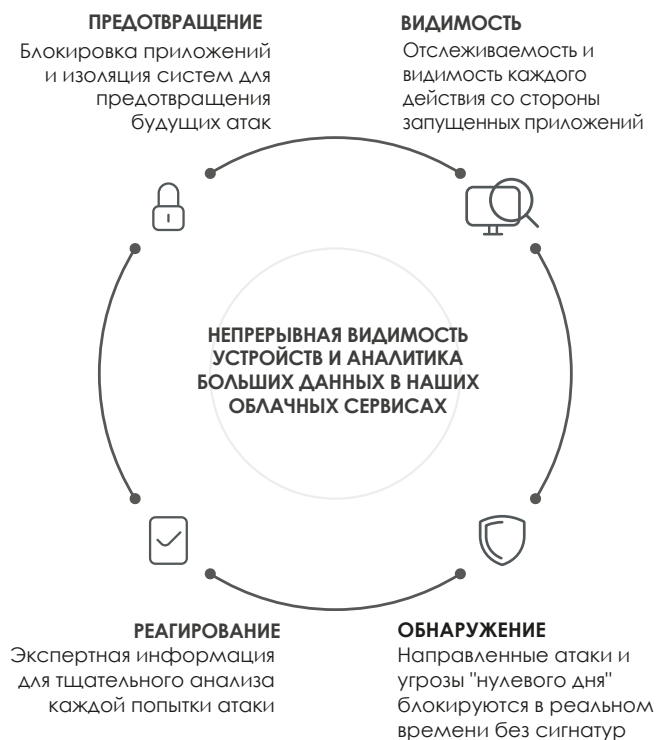 ПРЕДОТВРАЩЕНИЕ
Блокировка приложений
и изоляция систем для
предотвращения
будущих атак
ВИДИМОСТЬ
Отслеживаемость и
видимость каждого
действия со стороны
запущенных приложений
НЕПРЕРЫВНАЯ ВИДИМОСТЬ
УСТРОЙСТВ И АНАЛИТИКА
БОЛЬШИХ ДАННЫХ В НАШИХ
ОБЛАЧНЫХ СЕРВИСАХ
РЕАГИРОВАНИЕ
Экспертная информация
для тщательного анализа
каждой попытки атаки
ОБНАРУЖЕНИЕ
Направленные атаки и
угрозы "нулевого дня"
блокируются в реальном
времени без сигнатур